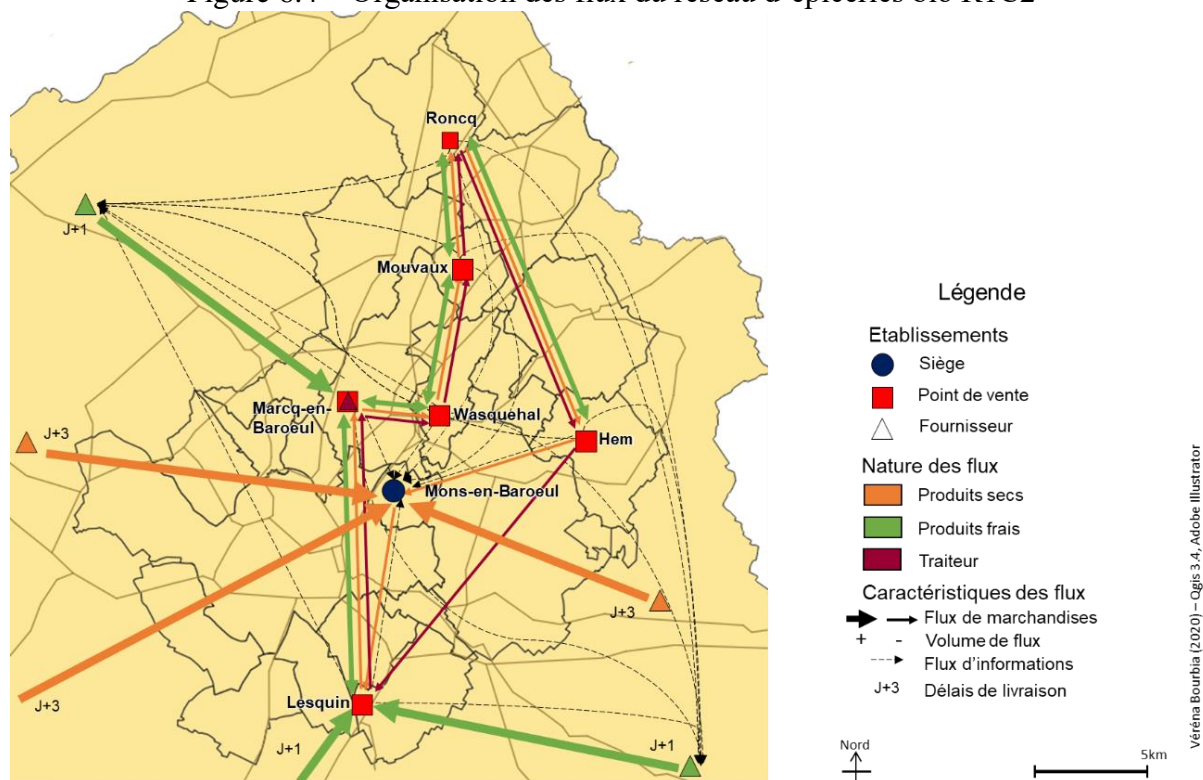 Figure 6.4 – Organisation des flux du réseau d'épiceries bio RTC2
Roncq
J+1
Mouvaux
Marcq-en-
Baroeul
Wasquehal
Hem
J+3
Mons-en-Baroeul
J+3
J+3
Lesquin
J+1
J+1
Légende
Etablissements
Siège
Point de vente
Fournisseur
Nature des flux
Produits secs
Produits frais
Traiteur
Caractéristiques des flux
Flux de marchandises
+ - Volume de flux
Flux d'informations
J+3 Délais de livraison
Nord
5km
Véréna Bourbia (2020) – Qgis 3.4, Adobe Illustrator